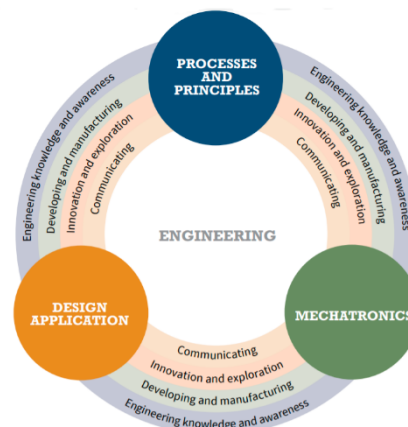 PROCESSES
AND
PRINCIPLES
Engineering knowledge and awareness
Developing and manufacturing
Innovation and exploration
Communicating
Engineering knowledge and awareness
Developing and manufacturing
Innovation and exploration
Communicating
ENGINEERING
DESIGN
APPLICATION
MECHATRONICS
Communicating
Innovation and exploration
Developing and manufacturing
Engineering knowledge and awareness